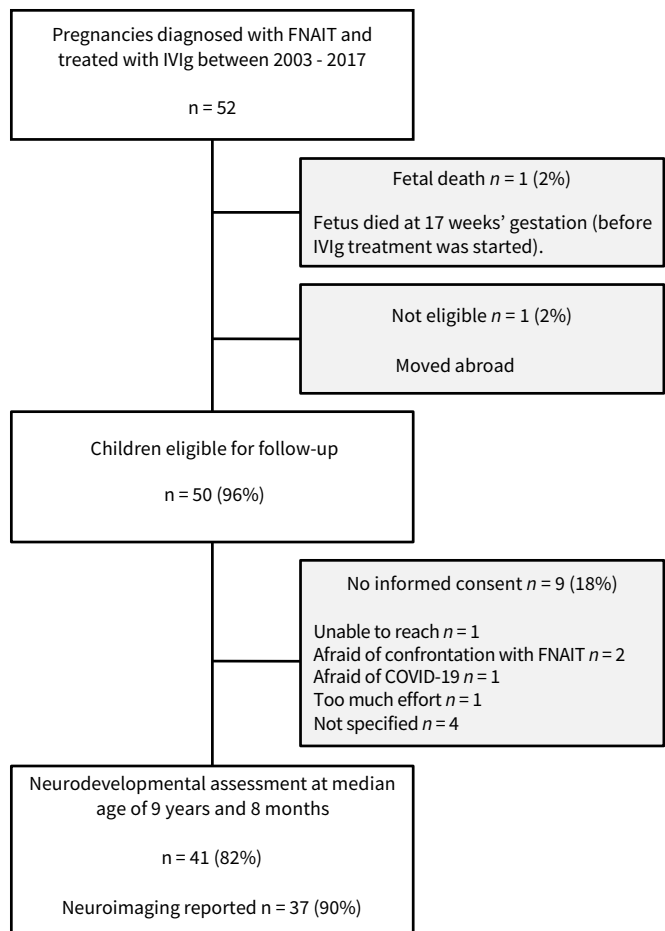 Pregnancies diagnosed with FNAIT and
treated with IVIg between 2003 - 2017
n = 52
Fetal death n = 1 (2%)
Fetus died at 17 weeks’ gestation (before
IVIg treatment was started).
Not eligible n = 1 (2%)
Moved abroad
Children eligible for follow-up
n = 50 (96%)
No informed consent n = 9 (18%)
Unable to reach n = 1
Afraid of confrontation with FNAIT n = 2
Afraid of COVID-19 n = 1
Too much effort n = 1
Not specified n = 4
Neurodevelopmental assessment at median
age of 9 years and 8 months
n = 41 (82%)
Neuroimaging reported n = 37 (90%)